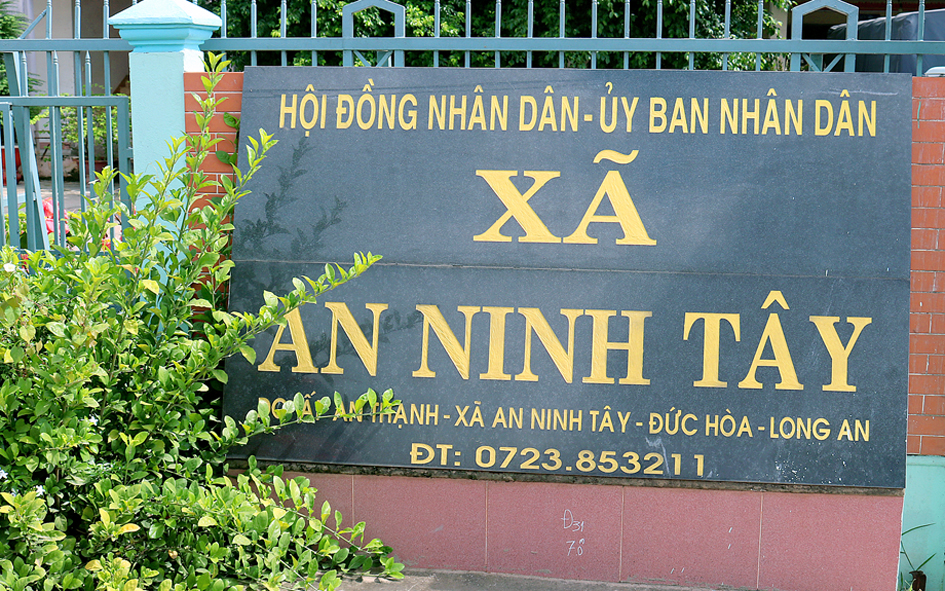 HỘI ĐỒNG NHÂN DÂN - ỦY BAN NHÂN DÂN
XÃ
AN NINH TÂY
AN THẠNH - XÃ AN NINH TÂY - ĐỨC HÒA - LONG AN
ĐT: 0723.853211